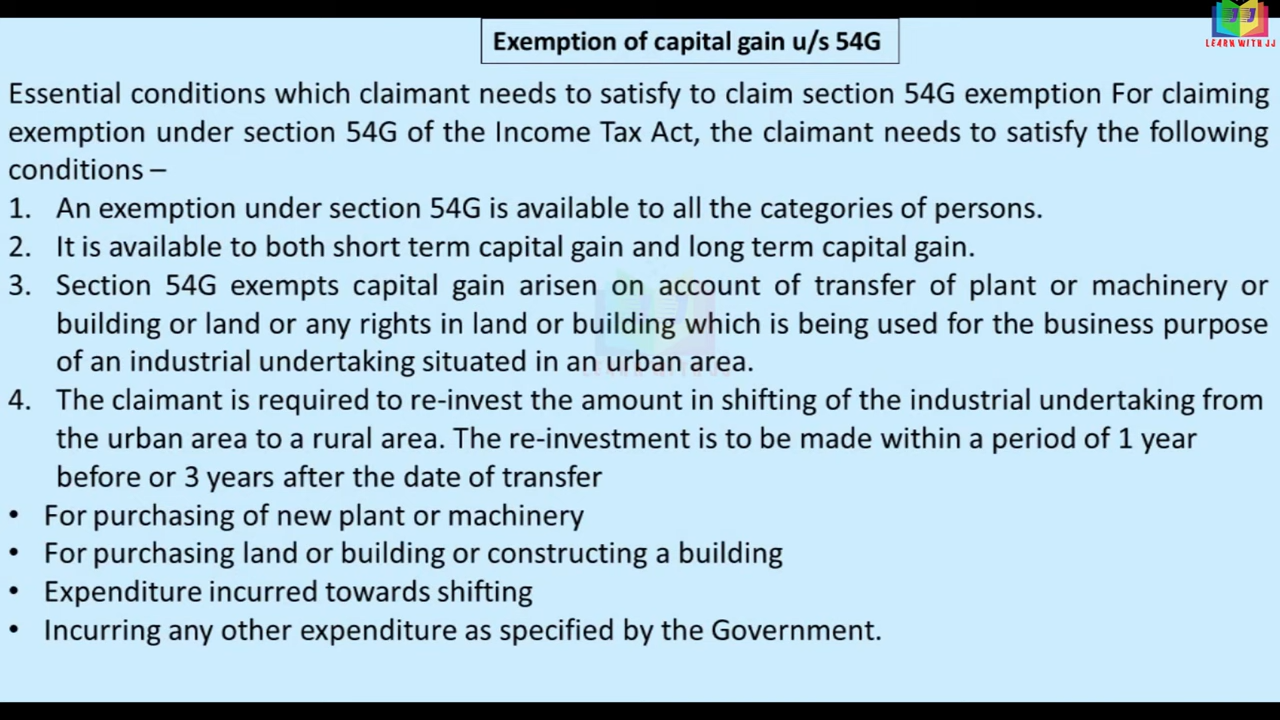 Exemption of capital gain u/s 54G
LEARN WITH JJ
Essential conditions which claimant needs to satisfy to claim section 54G exemption For claiming
exemption under section 54G of the Income Tax Act, the claimant needs to satisfy the following
conditions –
1. An exemption under section 54G is available to all the categories of persons.
2. It is available to both short term capital gain and long term capital gain.
3. Section 54G exempts capital gain arisen on account of transfer of plant or machinery or
building or land or any rights in land or building which is being used for the business purpose
of an industrial undertaking situated in an urban area.
4. The claimant is required to re-invest the amount in shifting of the industrial undertaking from
the urban area to a rural area. The re-investment is to be made within a period of 1 year
before or 3 years after the date of transfer
• For purchasing of new plant or machinery
• For purchasing land or building or constructing a building
• Expenditure incurred towards shifting
• Incurring any other expenditure as specified by the Government.